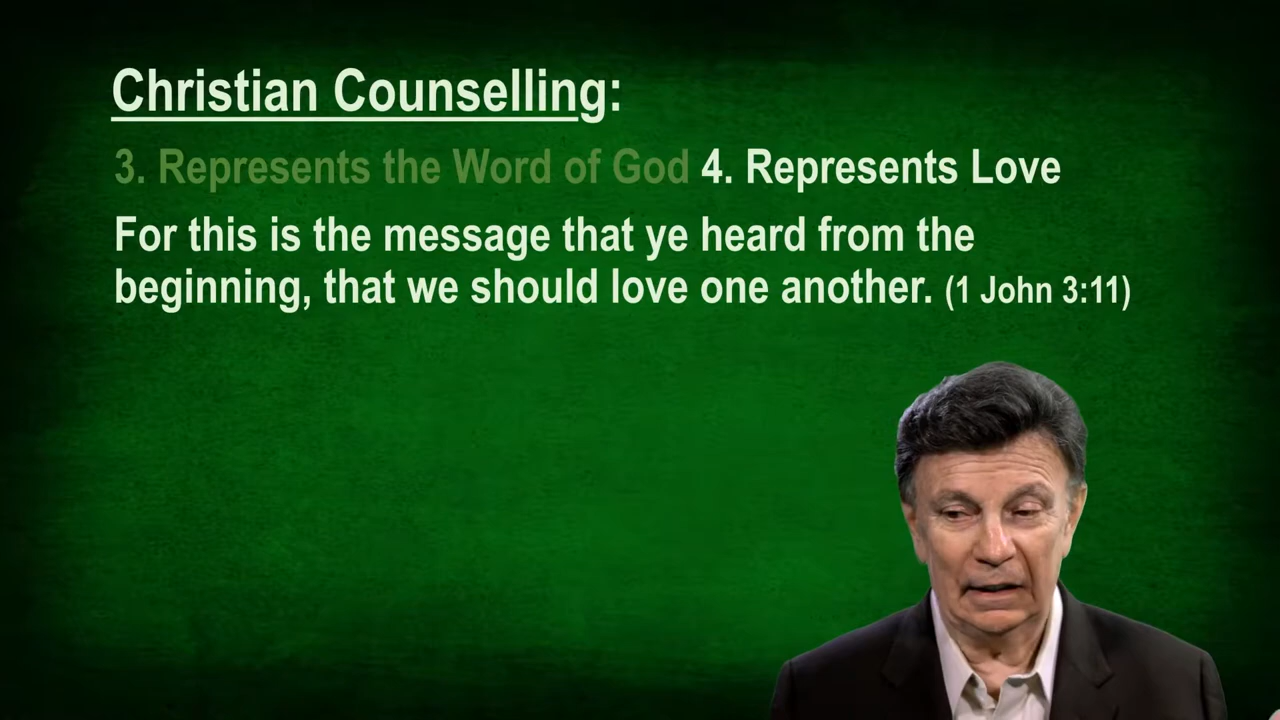 Christian Counselling:
3. Represents the Word of God 4. Represents Love
For this is the message that ye heard from the
beginning, that we should love one another. (1 John 3:11)